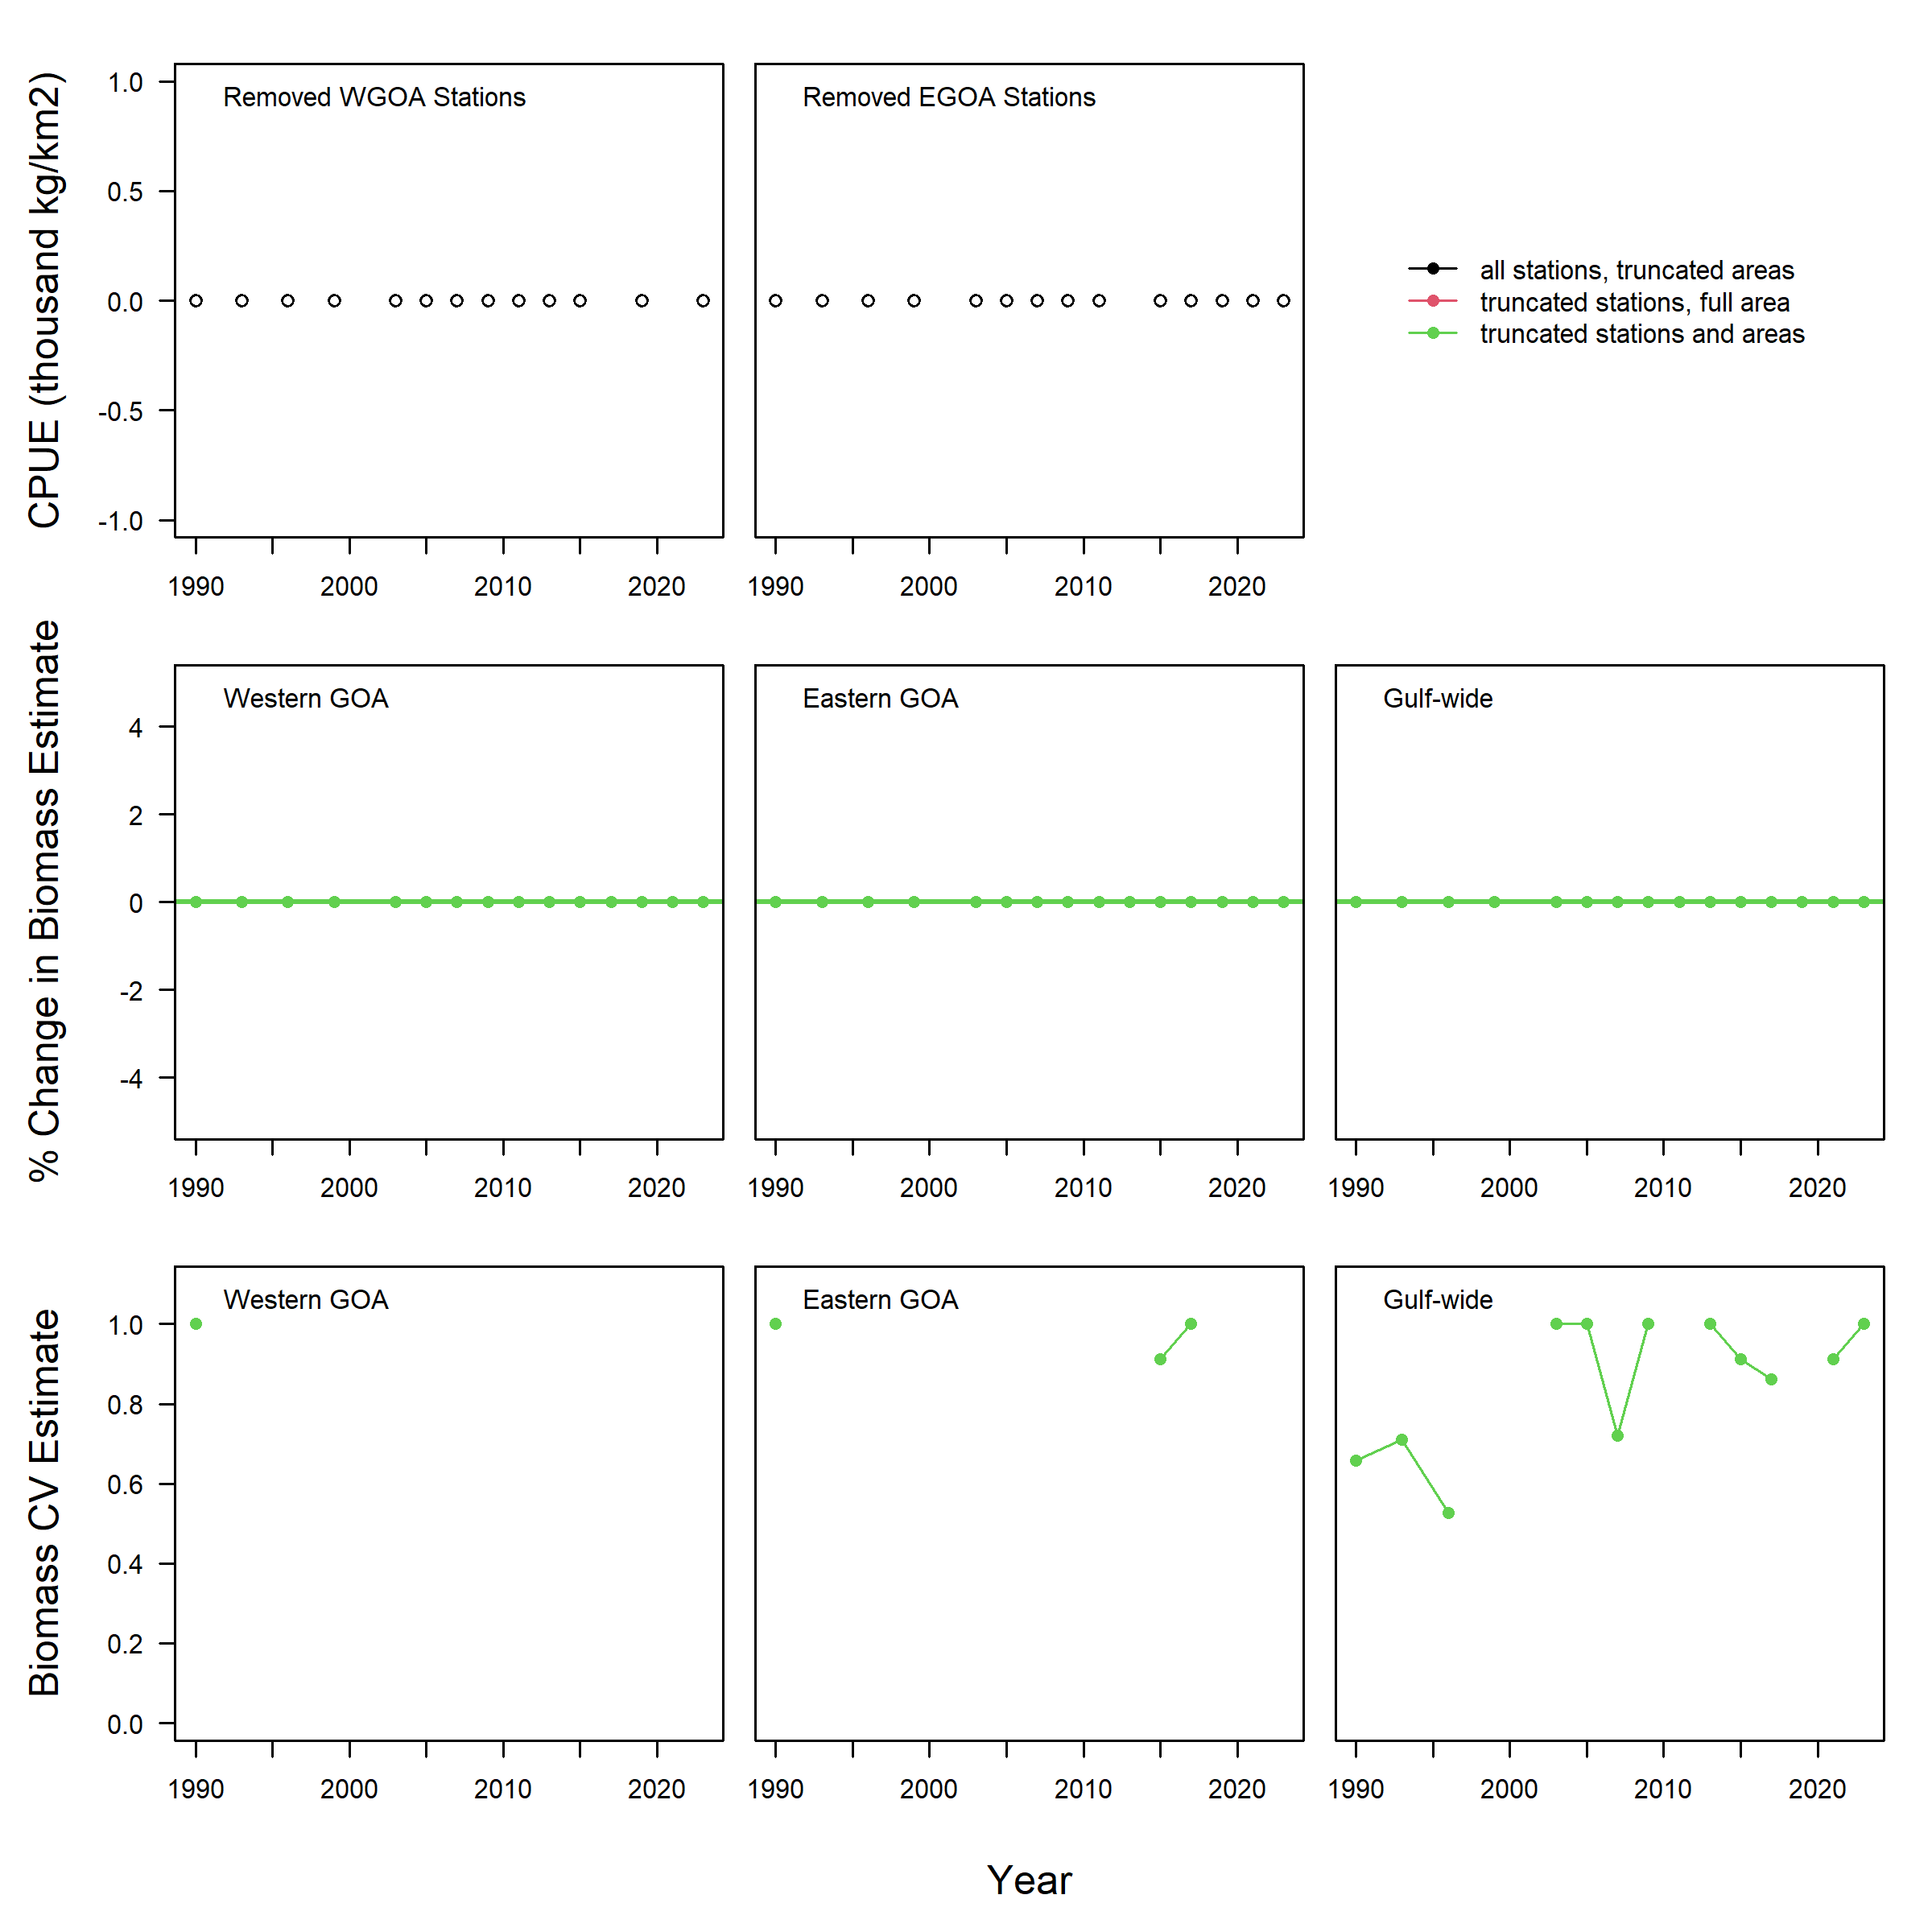 CPUE (thousand kg/km2)
1.0
0.5
0.0
-0.5
-1.0
Removed WGOA Stations
1990 2000 2010 2020
Removed EGOA Stations
1990 2000 2010 2020
all stations, truncated areas
truncated stations, full area
truncated stations and areas
% Change in Biomass Estimate
4
2
0
-2
-4
Western GOA
1990 2000 2010 2020
Eastern GOA
1990 2000 2010 2020
Gulf-wide
1990 2000 2010 2020
Biomass CV Estimate
1.0
0.8
0.6
0.4
0.2
0.0
Western GOA
1990 2000 2010 2020
Eastern GOA
1990 2000 2010 2020
Gulf-wide
1990 2000 2010 2020
Year